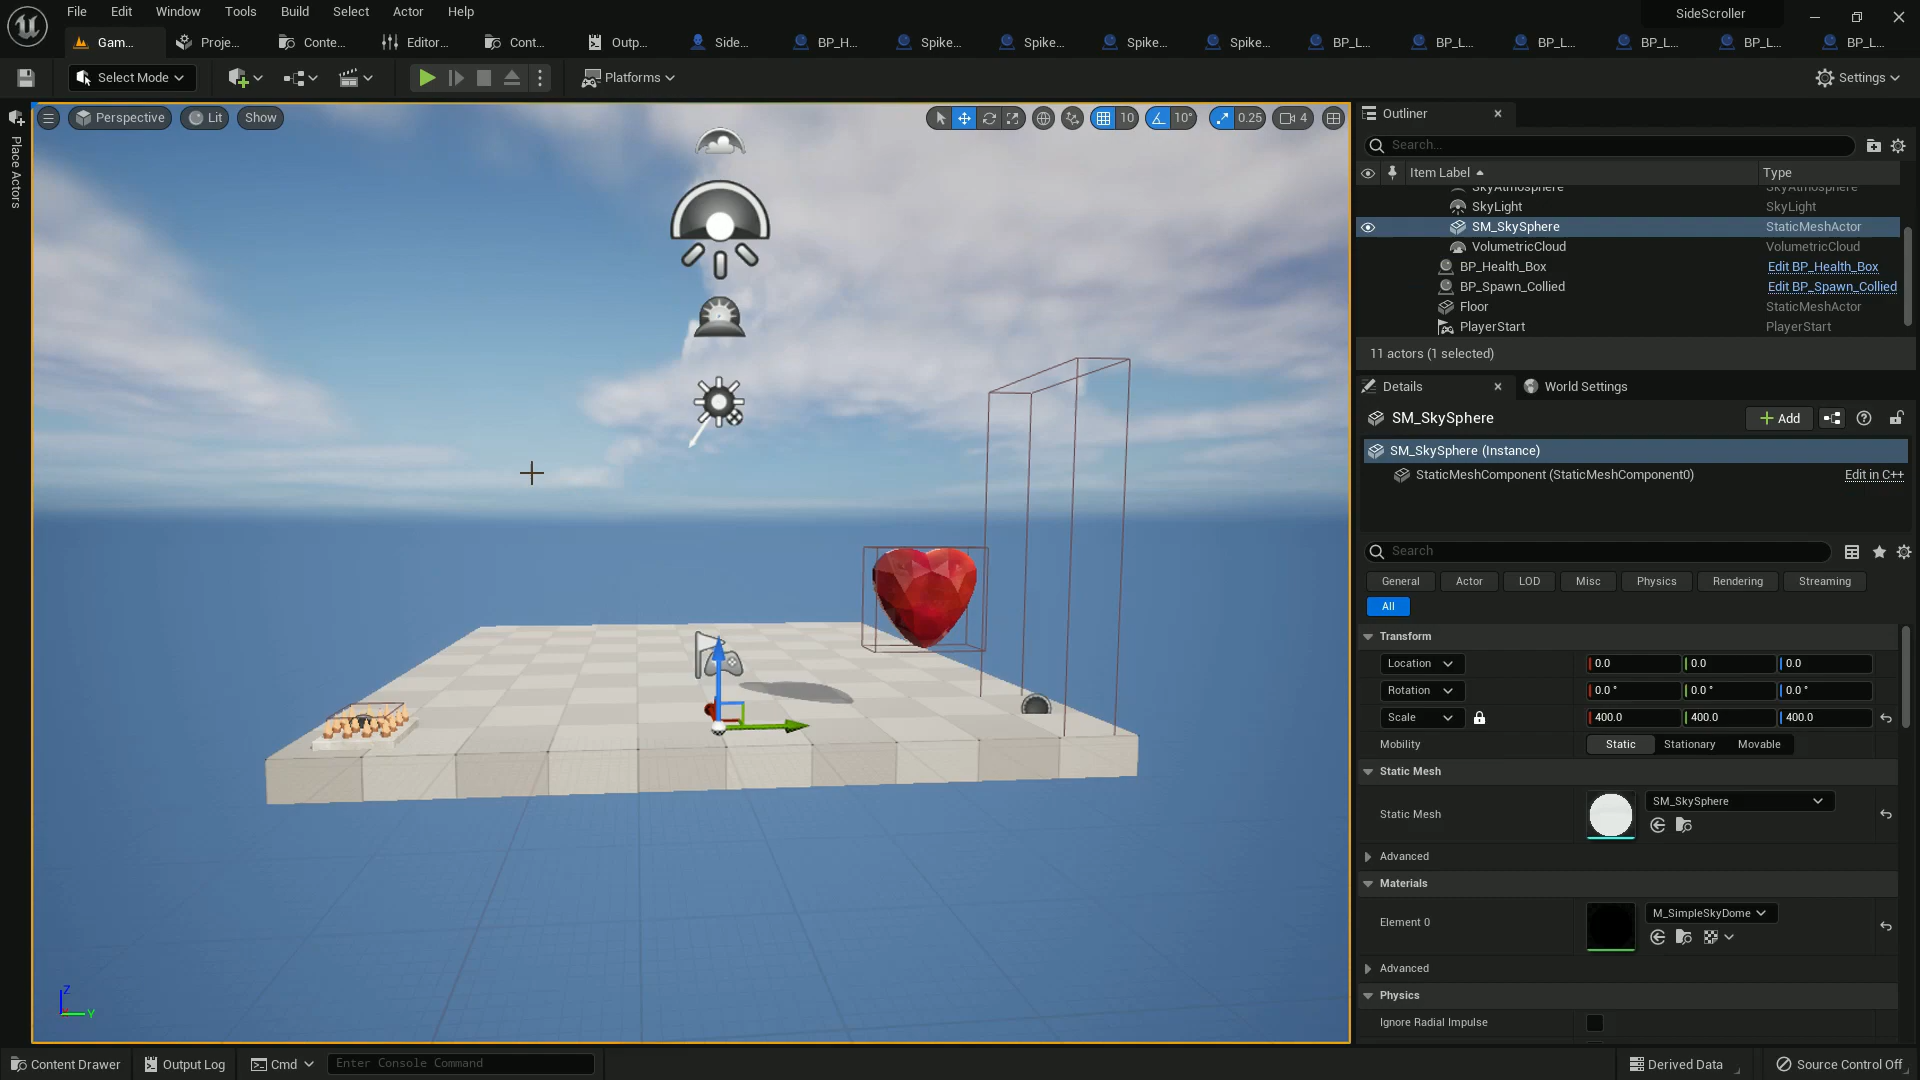 File Edit Window Tools Build Select Actor Help
SideScroller
Gam... Proje... Conte... Editor... Cont... Outp... Side... BP_H... Spike... Spike... Spike... Spike... BP_L... BP_L... BP_L... BP_L... BP_L... BP_L...
Select Mode
Platforms
Settings
Place Actors
Perspective Lit Show
10 10° 0.25 4
Outliner
Search...
Item Label Type
SkyAtmosphere SkyAtmosphere
SkyLight SkyLight
SM_SkySphere StaticMeshActor
VolumetricCloud VolumetricCloud
BP_Health_Box Edit BP_Health_Box
BP_Spawn_Collied Edit BP_Spawn_Collied
Floor StaticMeshActor
PlayerStart PlayerStart
11 actors (1 selected)
Details World Settings
SM_SkySphere
Add
SM_SkySphere (Instance)
StaticMeshComponent (StaticMeshComponent0) Edit in C++
Search
General Actor LOD Misc Physics Rendering Streaming
All
Transform
Location 0.0 0.0 0.0
Rotation 0.0 ° 0.0 ° 0.0 °
Scale 400.0 400.0 400.0
Mobility Static Stationary Movable
Static Mesh
Static Mesh SM_SkySphere
Advanced
Materials
Element 0 M_SimpleSkyDome
Advanced
Physics
Ignore Radial Impulse
Z
Y
Content Drawer Output Log Cmd Enter Console Command
Derived Data Source Control Off